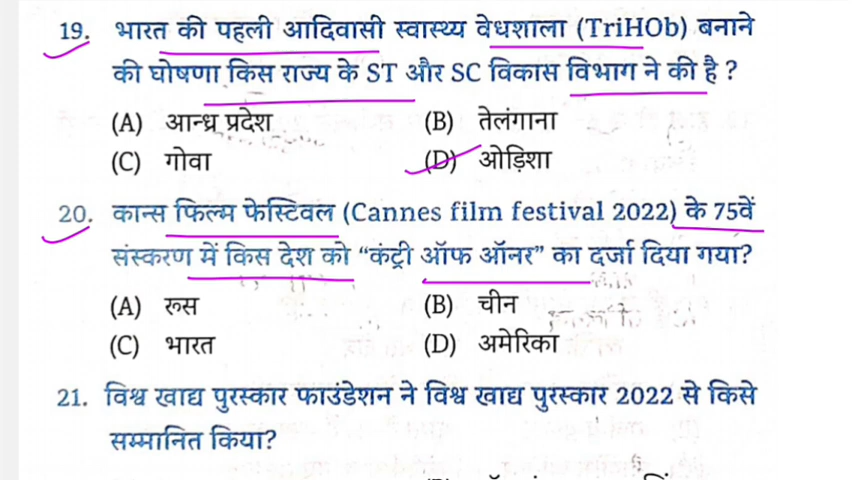 19. भारत की पहली आदिवासी स्वास्थ्य वेधशाला (TriHOb) बनाने
की घोषणा किस राज्य के ST और SC विकास विभाग ने की है ?
(A) आन्ध्र प्रदेश (B) तेलंगाना
(C) गोवा (D) ओड़िशा
20. कान्स फिल्म फेस्टिवल (Cannes film festival 2022) के 75वें
संस्करण में किस देश को “कंट्री ऑफ ऑनर” का दर्जा दिया गया?
(A) रूस (B) चीन
(C) भारत (D) अमेरिका
21. विश्व खाद्य पुरस्कार फाउंडेशन ने विश्व खाद्य पुरस्कार 2022 से किसे
सम्मानित किया?